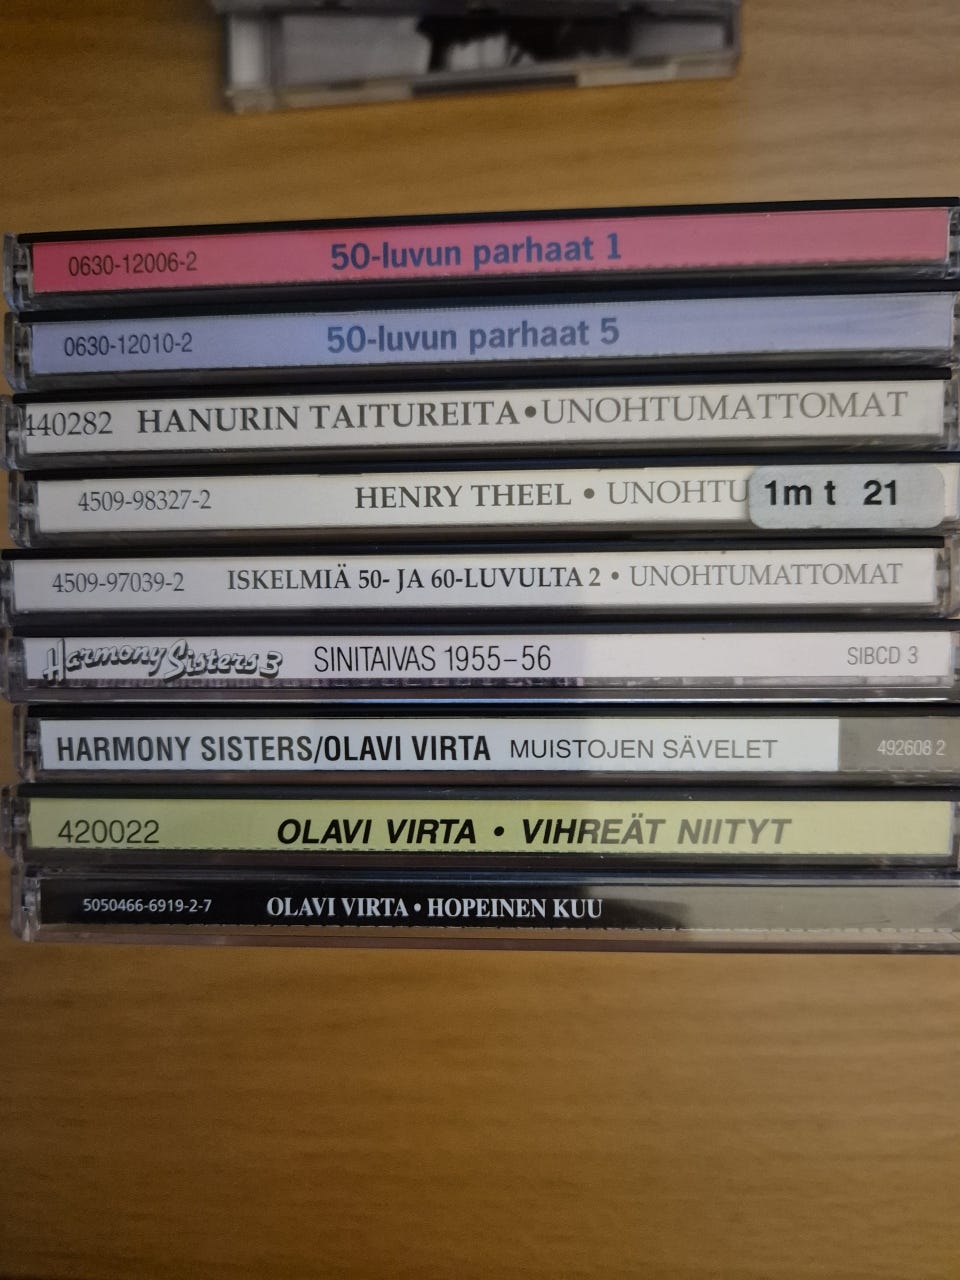 0630-12006-2 50-luvun parhaat 1
0630-12010-2 50-luvun parhaat 5
440282 HANURIN TAITUREITA•UNOHTUMATTOMAT
4509-98327-2 HENRY THEEL • UNOHTU 1m t 21
4509-97039-2 ISKELMIÄ 50- JA 60-LUVULTA 2 • UNOHTUMATTOMAT
Harmony Sisters 3 SINITAIVAS 1955–56 SIBCD 3
HARMONY SISTERS/OLAVI VIRTA MUISTOJEN SÄVELET 492608 2
420022 OLAVI VIRTA • VIHREÄT NIITYT
5050466-6919-2-7 OLAVI VIRTA • HOPEINEN KUU